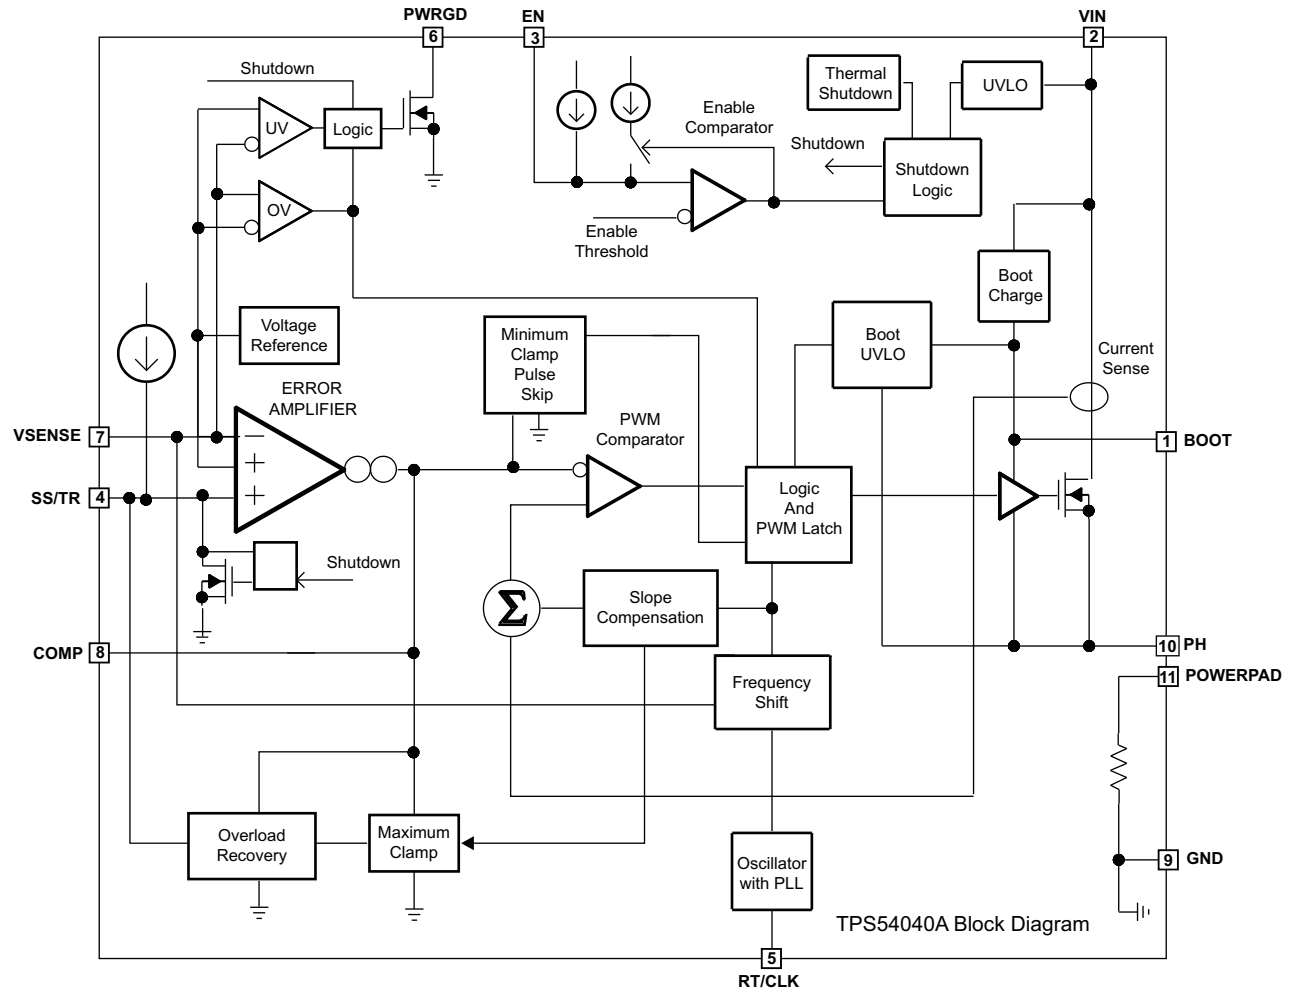 PWRGD
6
EN
3
VIN
2
Shutdown
UV
Logic
OV
Enable
Comparator
Enable
Threshold
Thermal
Shutdown
UVLO
Shutdown
Shutdown
Logic
Boot
Charge
Voltage
Reference
Minimum
Clamp
Pulse
Skip
Boot
UVLO
Current
Sense
ERROR
AMPLIFIER
PWM
Comparator
VSENSE
7
−
+
+
SS/TR
4
1
BOOT
Logic
And
PWM Latch
Shutdown
Σ
Slope
Compensation
COMP
8
10
PH
11
POWERPAD
Frequency
Shift
Overload
Recovery
Maximum
Clamp
Oscillator
with PLL
9
GND
TPS54040A Block Diagram
5
RT/CLK